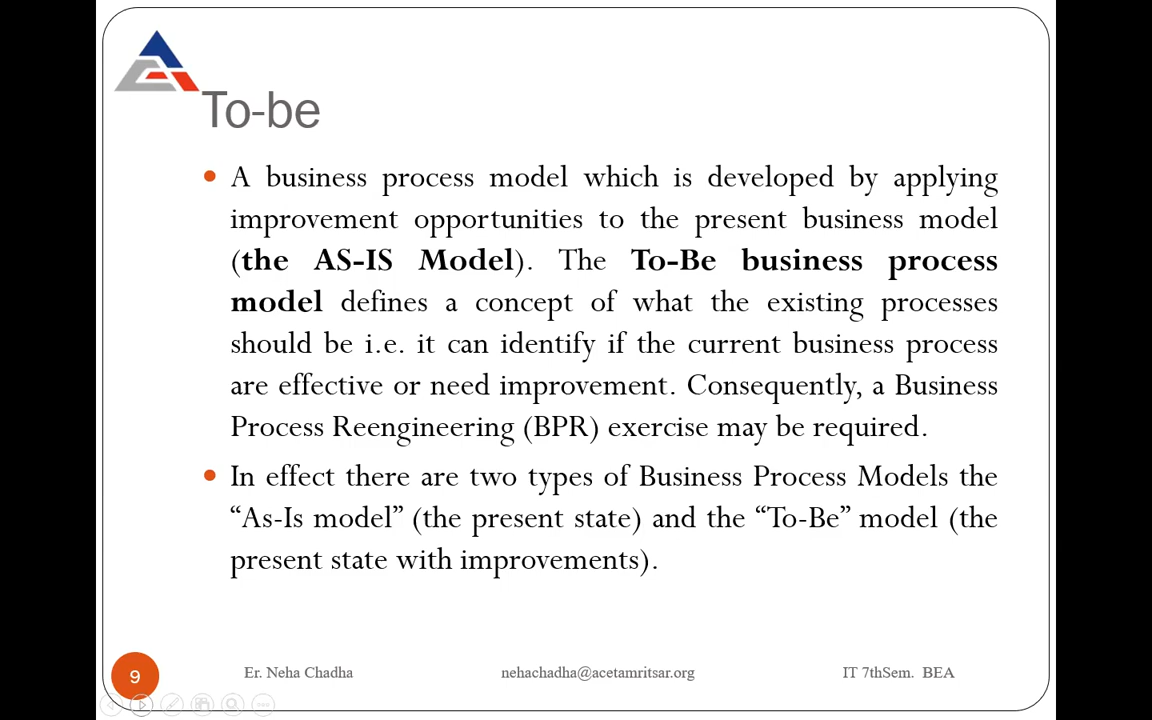 To-be
A business process model which is developed by applying
improvement opportunities to the present business model
(the AS-IS Model). The To-Be business process
model defines a concept of what the existing processes
should be i.e. it can identify if the current business process
are effective or need improvement. Consequently, a Business
Process Reengineering (BPR) exercise may be required.
In effect there are two types of Business Process Models the
“As-Is model” (the present state) and the “To-Be” model (the
present state with improvements).
9
Er. Neha Chadha
nehachadha@acetamritsar.org
IT 7thSem. BEA